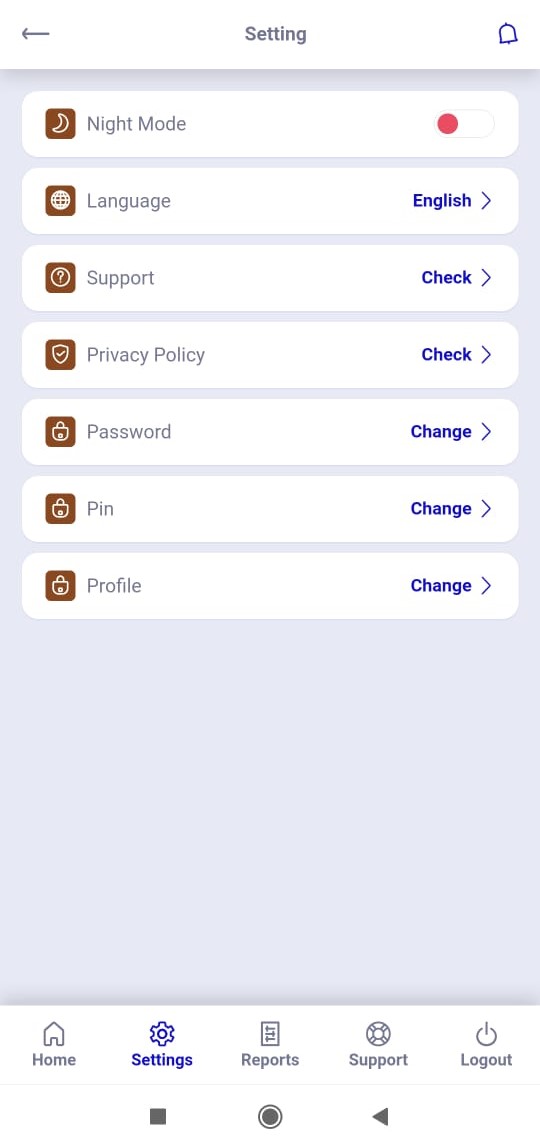 Setting
Night Mode
Language English
Support Check
Privacy Policy Check
Password Change
Pin Change
Profile Change
Home Settings Reports Support Logout